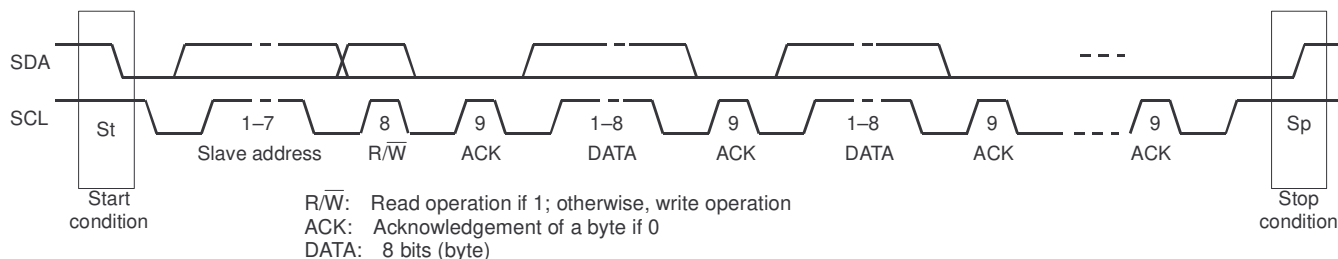 SDA
SCL
St
1–7
8
9
1–8
9
1–8
9
9
Sp
Slave address
R/W̅
ACK
DATA
ACK
DATA
ACK
ACK
Start
condition
Stop
condition
R/W̅: Read operation if 1; otherwise, write operation
ACK: Acknowledgement of a byte if 0
DATA: 8 bits (byte)